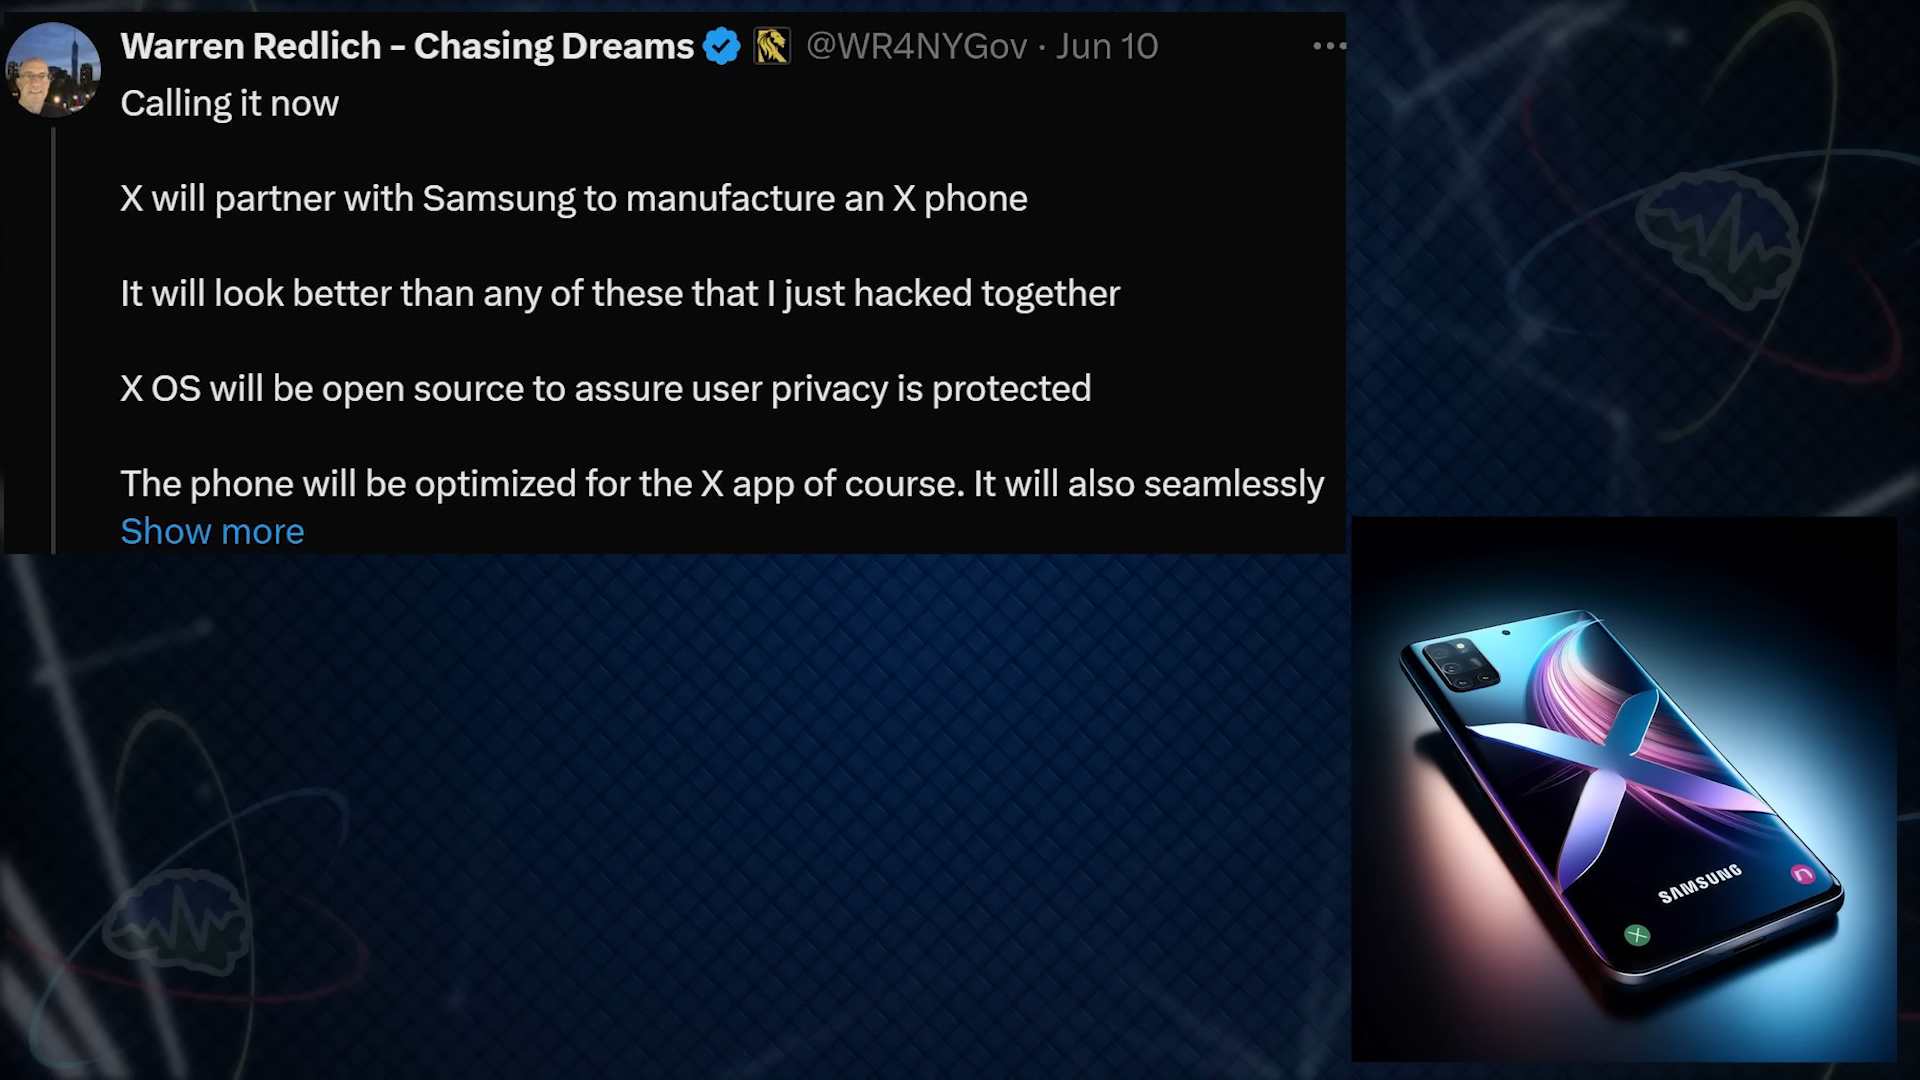 Warren Redlich - Chasing Dreams @WR4NYGov · Jun 10
Calling it now
X will partner with Samsung to manufacture an X phone
It will look better than any of these that I just hacked together
X OS will be open source to assure user privacy is protected
The phone will be optimized for the X app of course. It will also seamlessly
Show more
SAMSUNG